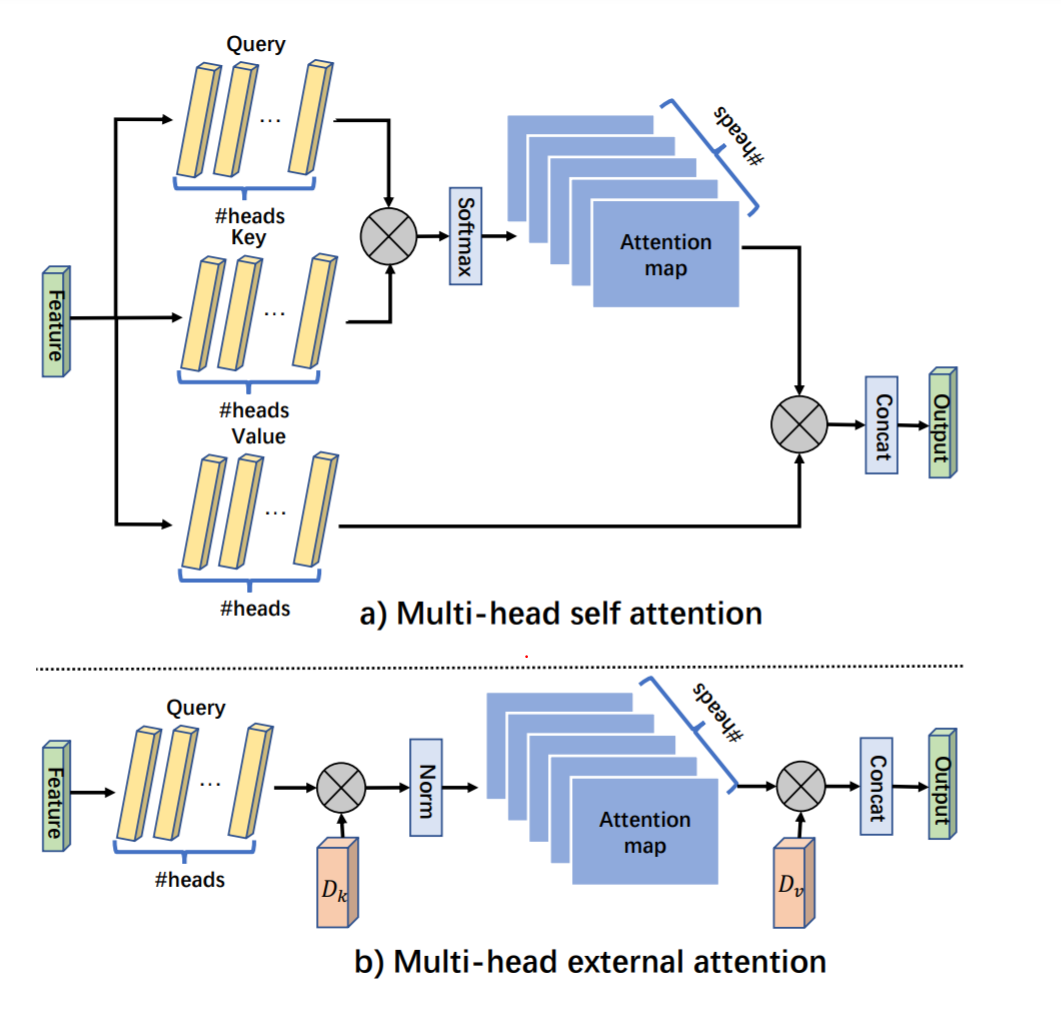 Query
...
#heads
Key
...
#heads
Value
...
#heads
Feature
Softmax
Attention
map
#heads
Concat
Output
a) Multi-head self attention
Feature
Query
...
#heads
D_k
Norm
Attention
map
#heads
D_v
Concat
Output
b) Multi-head external attention